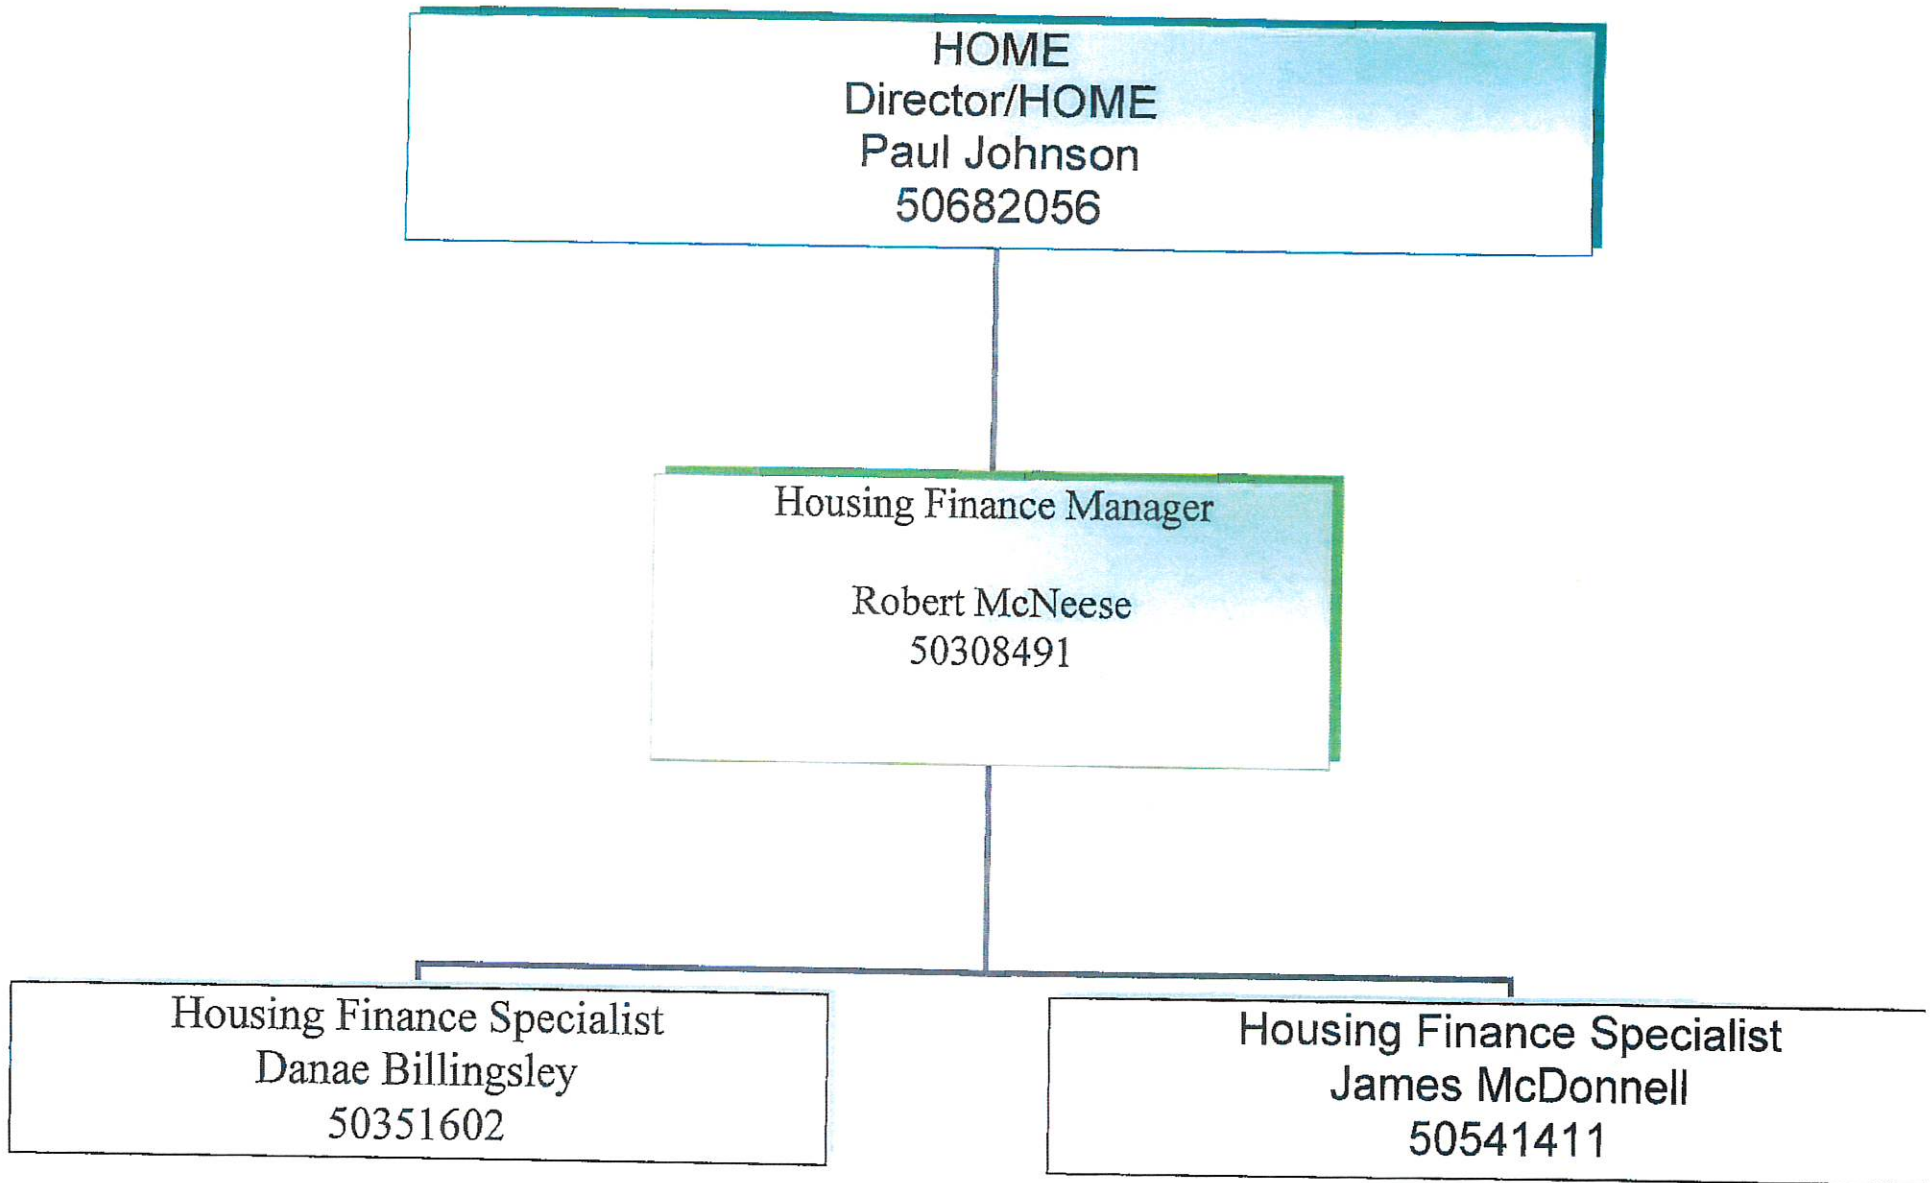 HOME
Director/HOME
Paul Johnson
50682056
Housing Finance Manager
Robert McNeese
50308491
Housing Finance Specialist
Danae Billingsley
50351602
Housing Finance Specialist
James McDonnell
50541411